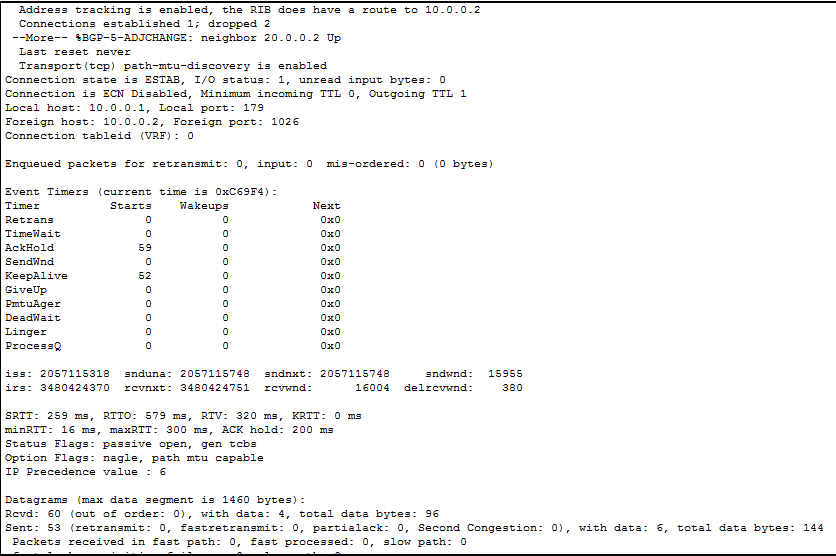 Address tracking is enabled, the RIB does have a route to 10.0.0.2
Connections established 1; dropped 2
--More-- %BGP-5-ADJCHANGE: neighbor 20.0.0.2 Up
Last reset never
Transport(tcp) path-mtu-discovery is enabled
Connection state is ESTAB, I/O status: 1, unread input bytes: 0
Connection is ECN Disabled, Minimum incoming TTL 0, Outgoing TTL 1
Local host: 10.0.0.1, Local port: 179
Foreign host: 10.0.0.2, Foreign port: 1026
Connection tableid (VRF): 0
Enqueued packets for retransmit: 0, input: 0  mis-ordered: 0 (0 bytes)
Event Timers (current time is 0xC69F4):
Timer          Starts    Wakeups            Next
Retrans             0          0             0x0
TimeWait            0          0             0x0
AckHold            59          0             0x0
SendWnd             0          0             0x0
KeepAlive          52          0             0x0
GiveUp              0          0             0x0
PmtuAger            0          0             0x0
DeadWait            0          0             0x0
Linger              0          0             0x0
ProcessQ            0          0             0x0
iss: 2057115318  snduna: 2057115748  sndnxt: 2057115748     sndwnd:  15955
irs: 3480424370  rcvnxt: 3480424751  rcvwnd:      16004  delrcvwnd:    380
SRTT: 259 ms, RTTO: 579 ms, RTV: 320 ms, KRTT: 0 ms
minRTT: 16 ms, maxRTT: 300 ms, ACK hold: 200 ms
Status Flags: passive open, gen tcbs
Option Flags: nagle, path mtu capable
IP Precedence value : 6
Datagrams (max data segment is 1460 bytes):
Rcvd: 60 (out of order: 0), with data: 4, total data bytes: 96
Sent: 53 (retransmit: 0, fastretransmit: 0, partialack: 0, Second Congestion: 0), with data: 6, total data bytes: 144
Packets received in fast path: 0, fast processed: 0, slow path: 0